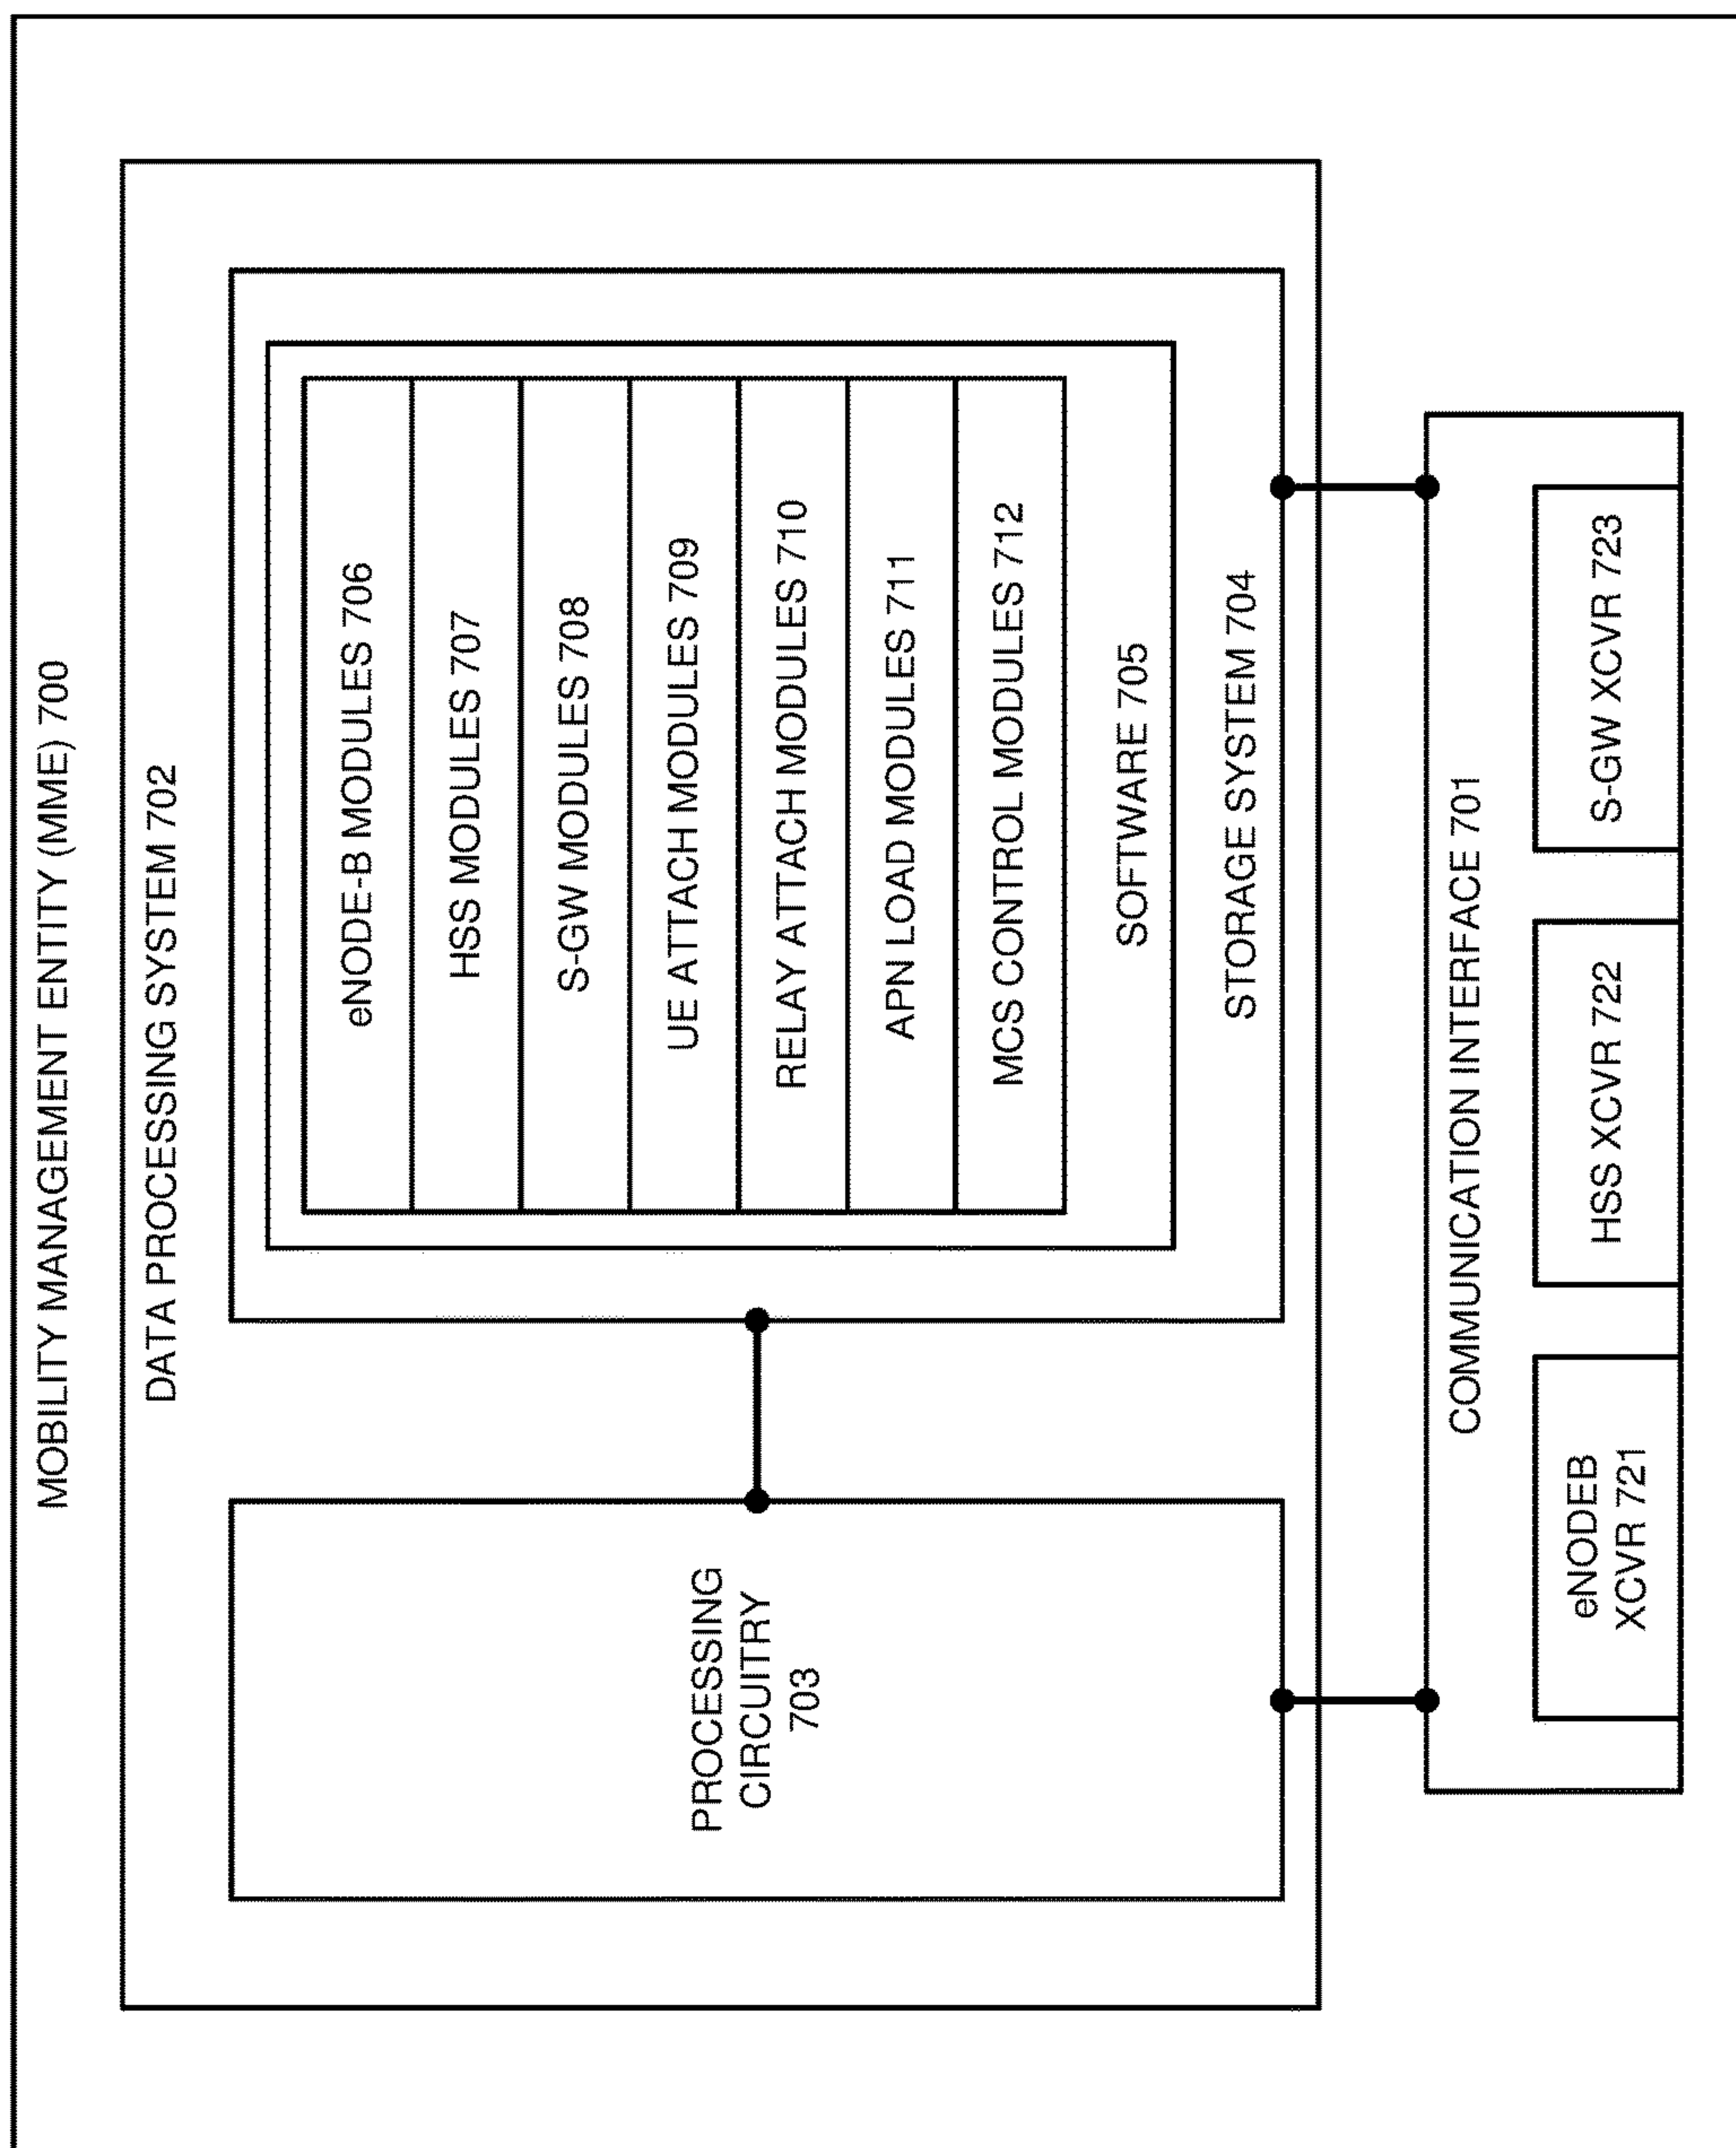 MOBILITY MANAGEMENT ENTITY (MME) 700
DATA PROCESSING SYSTEM 702
PROCESSING
CIRCUITRY
703
eNODE-B MODULES 706
HSS MODULES 707
S-GW MODULES 708
UE ATTACH MODULES 709
RELAY ATTACH MODULES 710
APN LOAD MODULES 711
MCS CONTROL MODULES 712
SOFTWARE 705
STORAGE SYSTEM 704
COMMUNICATION INTERFACE 701
eNODEB
XCVR 721
HSS XCVR 722
S-GW XCVR 723